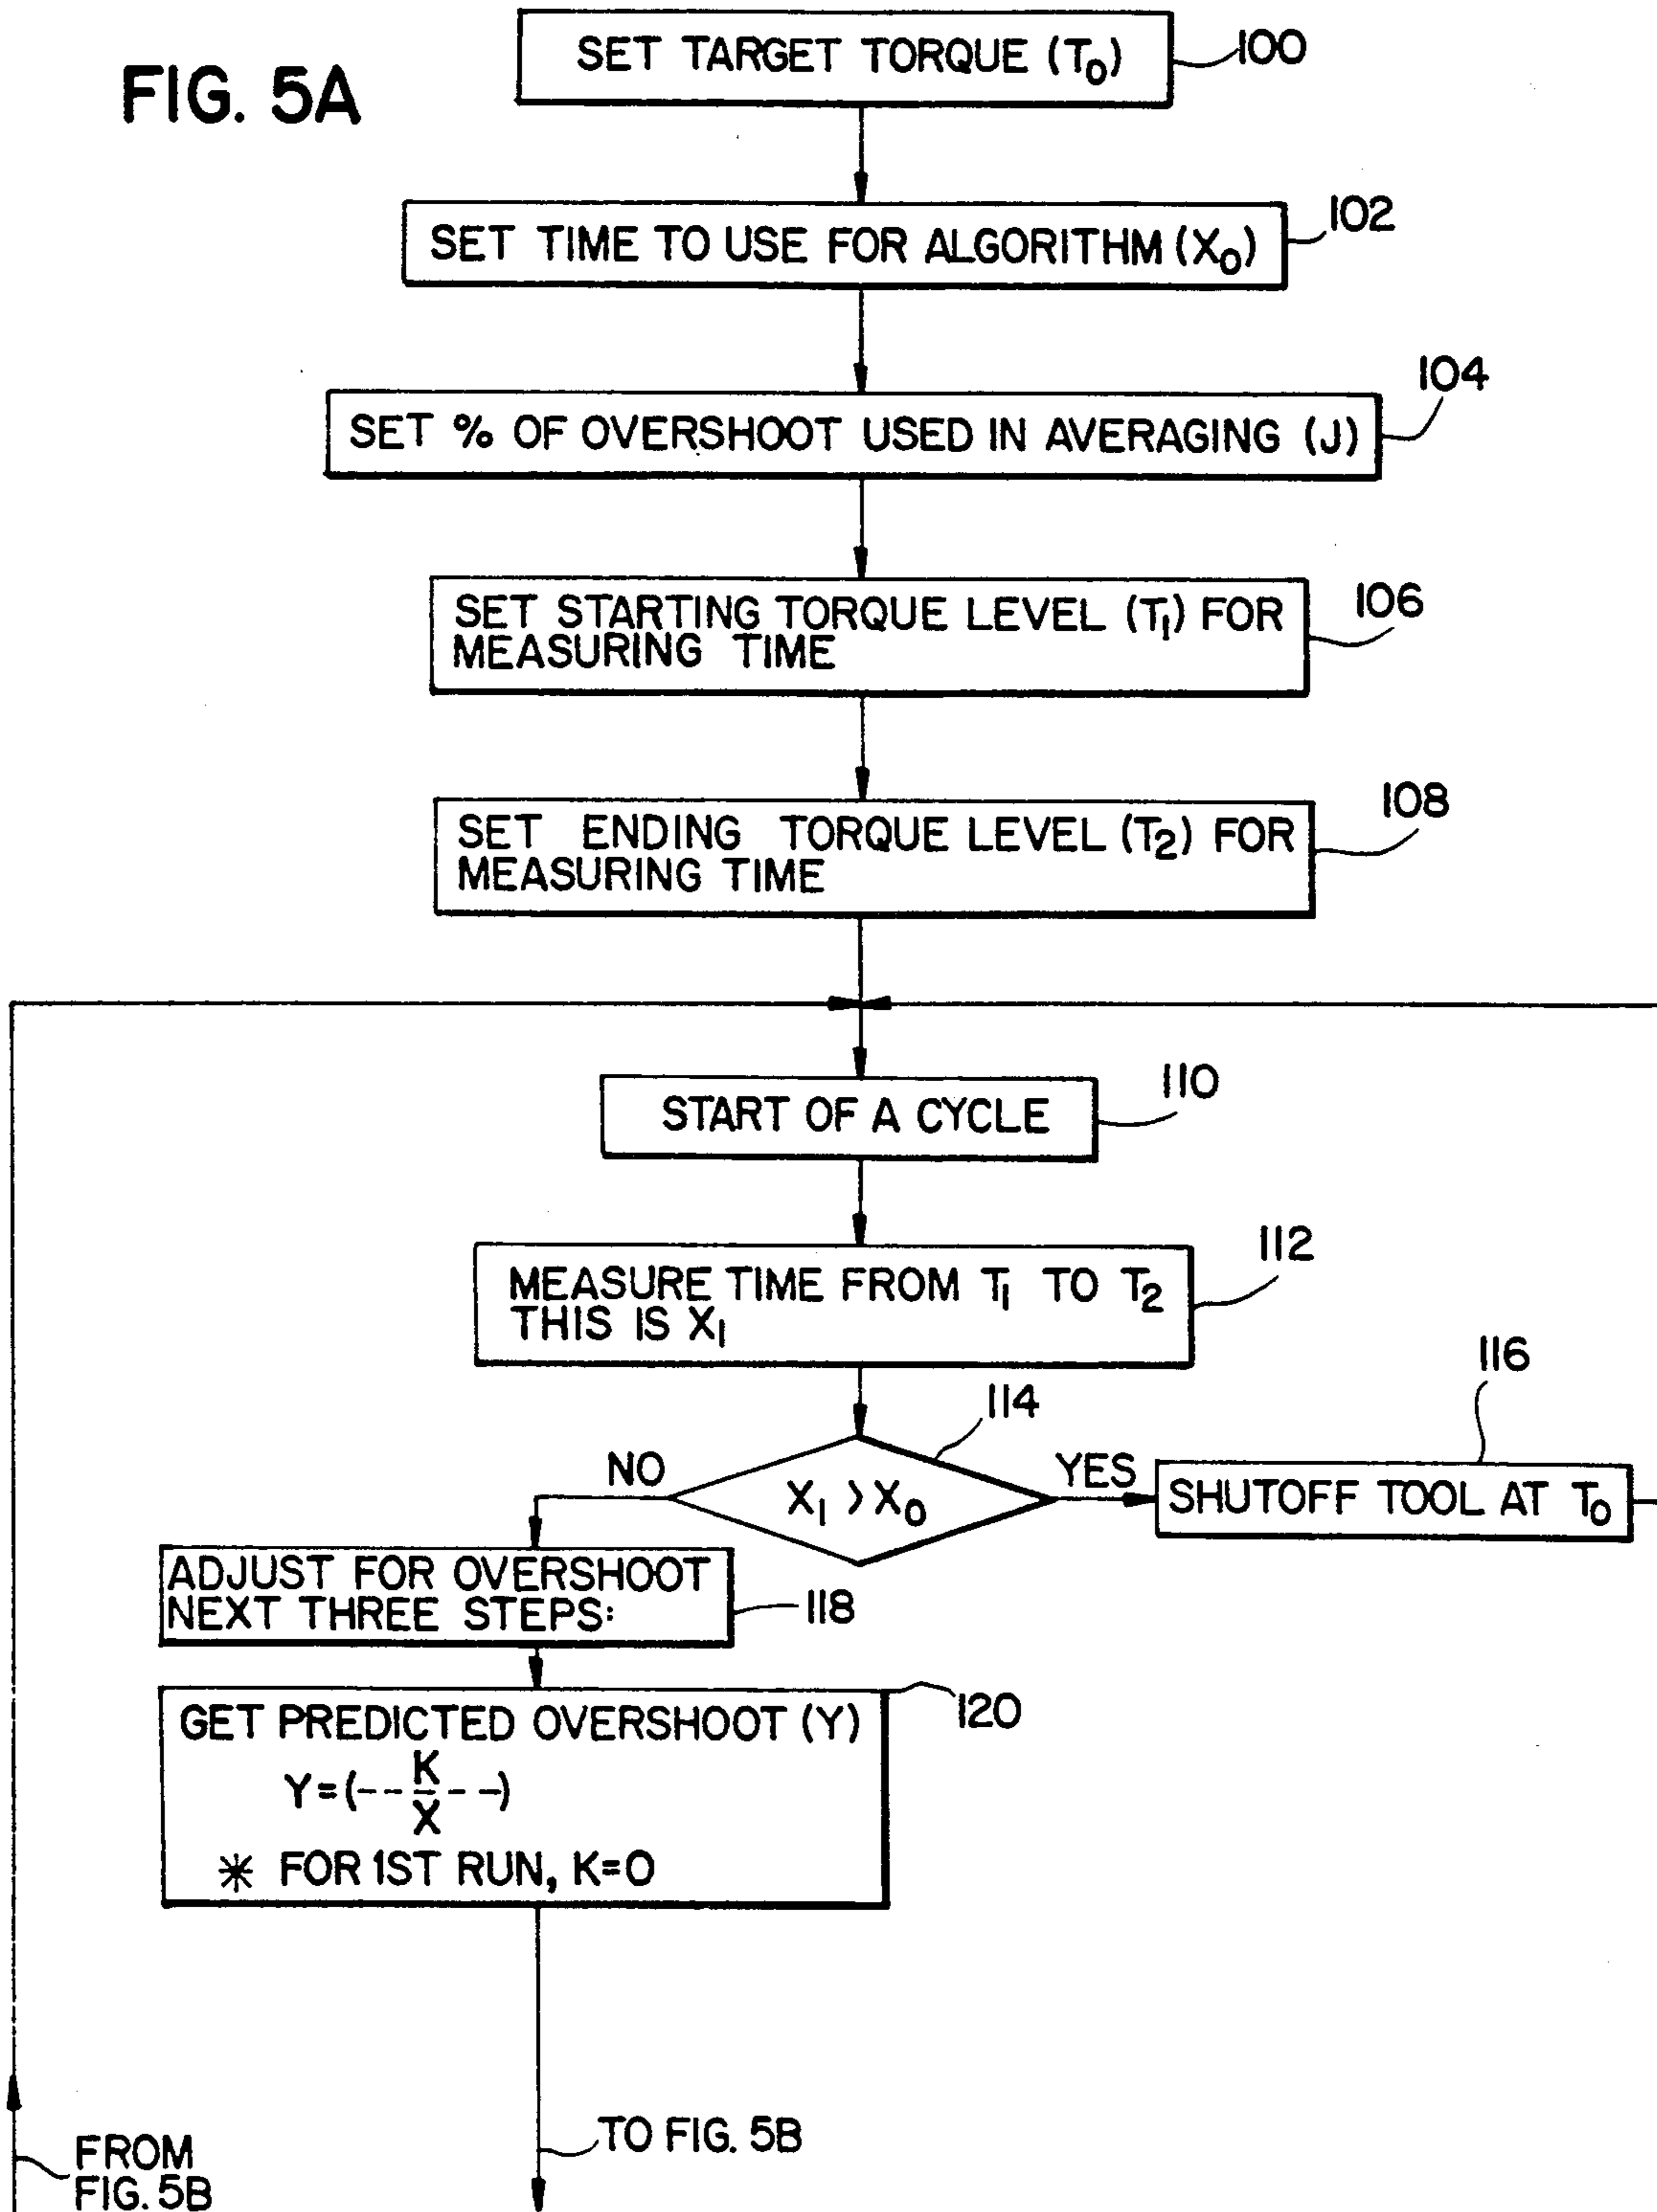 FIG. 5A
SET TARGET TORQUE (T₀)
100
SET TIME TO USE FOR ALGORITHM (X₀)
102
SET % OF OVERSHOOT USED IN AVERAGING (J)
104
SET STARTING TORQUE LEVEL (T₁) FOR
MEASURING TIME
106
SET ENDING TORQUE LEVEL (T₂) FOR
MEASURING TIME
108
START OF A CYCLE
110
MEASURE TIME FROM T₁ TO T₂
THIS IS X₁
112
114
X₁ > X₀
NO
YES
116
SHUTOFF TOOL AT T₀
ADJUST FOR OVERSHOOT
NEXT THREE STEPS:
118
GET PREDICTED OVERSHOOT (Y)
Y=(--K/X--)
* FOR 1ST RUN, K=0
120
TO FIG. 5B
FROM
FIG. 5B